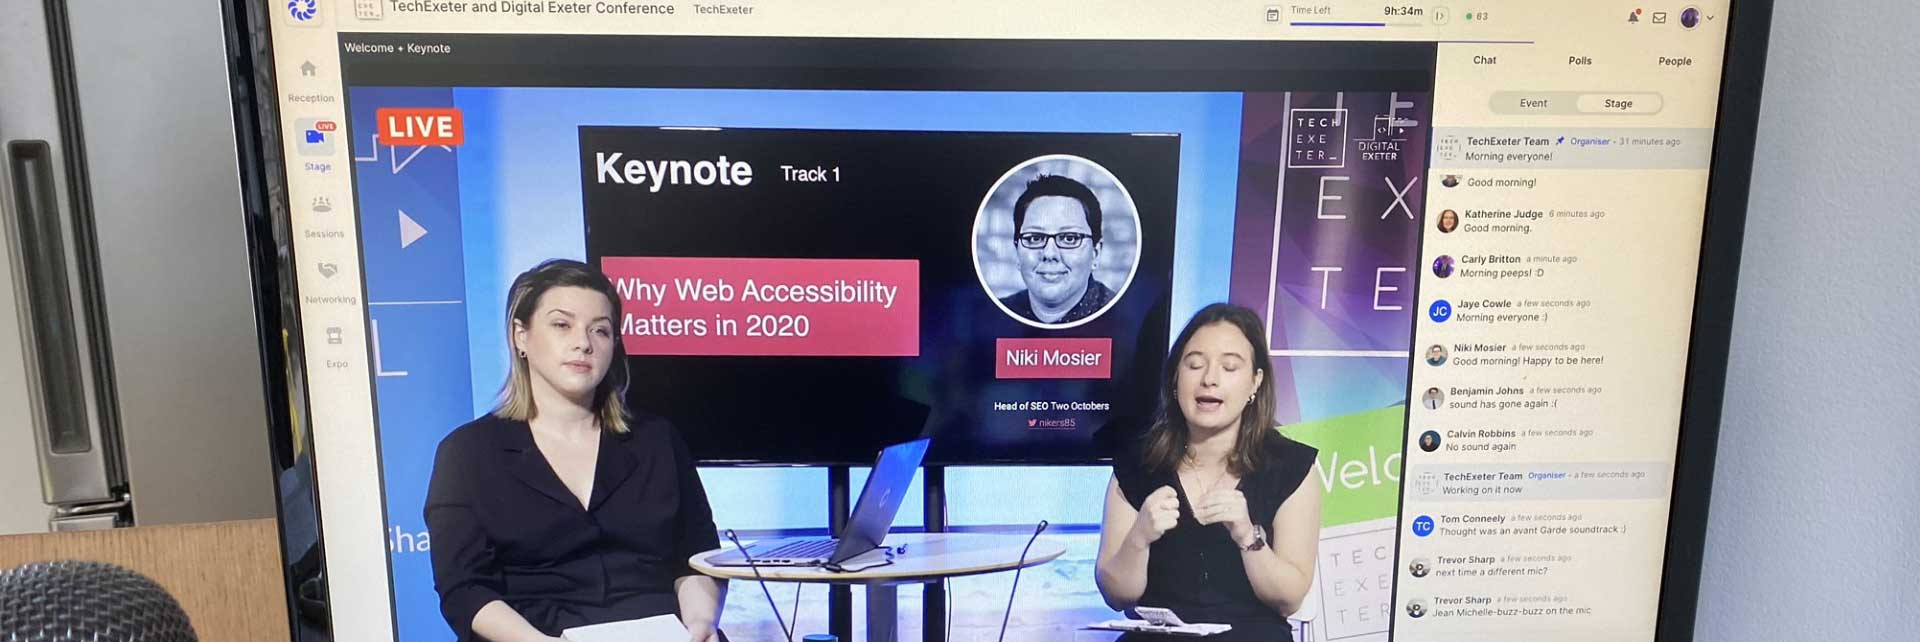 TechExeter and Digital Exeter Conference
TechExeter
Time Left
9h:34m
63
Welcome + Keynote
Reception
LIVE
Stage
Sessions
Networking
Expo
LIVE
Keynote
Track 1
Why Web Accessibility
Matters in 2020
Niki Mosier
Head of SEO Two Octobers
nikers85
TECH
EXE
TER_
DIGITAL
EXETER
E X
T E
Welc
Sha
TEC
EXE
TER
Chat
Polls
People
Event
Stage
TechExeter Team Organiser - 31 minutes ago
Morning everyone!
Good morning!
Katherine Judge 6 minutes ago
Good morning.
Carly Britton a minute ago
Morning peeps! :D
JC
Jaye Cowle a few seconds ago
Morning everyone :)
Niki Mosier a few seconds ago
Good morning! Happy to be here!
Benjamin Johns a few seconds ago
sound has gone again :(
Calvin Robbins a few seconds ago
No sound again
TechExeter Team Organiser - a few seconds ago
Working on it now
TC
Tom Conneely a few seconds ago
Thought was an avant Garde soundtrack :)
Trevor Sharp a few seconds ago
next time a different mic?
Trevor Sharp a few seconds ago
Jean Michelle-buzz-buzz on the mic